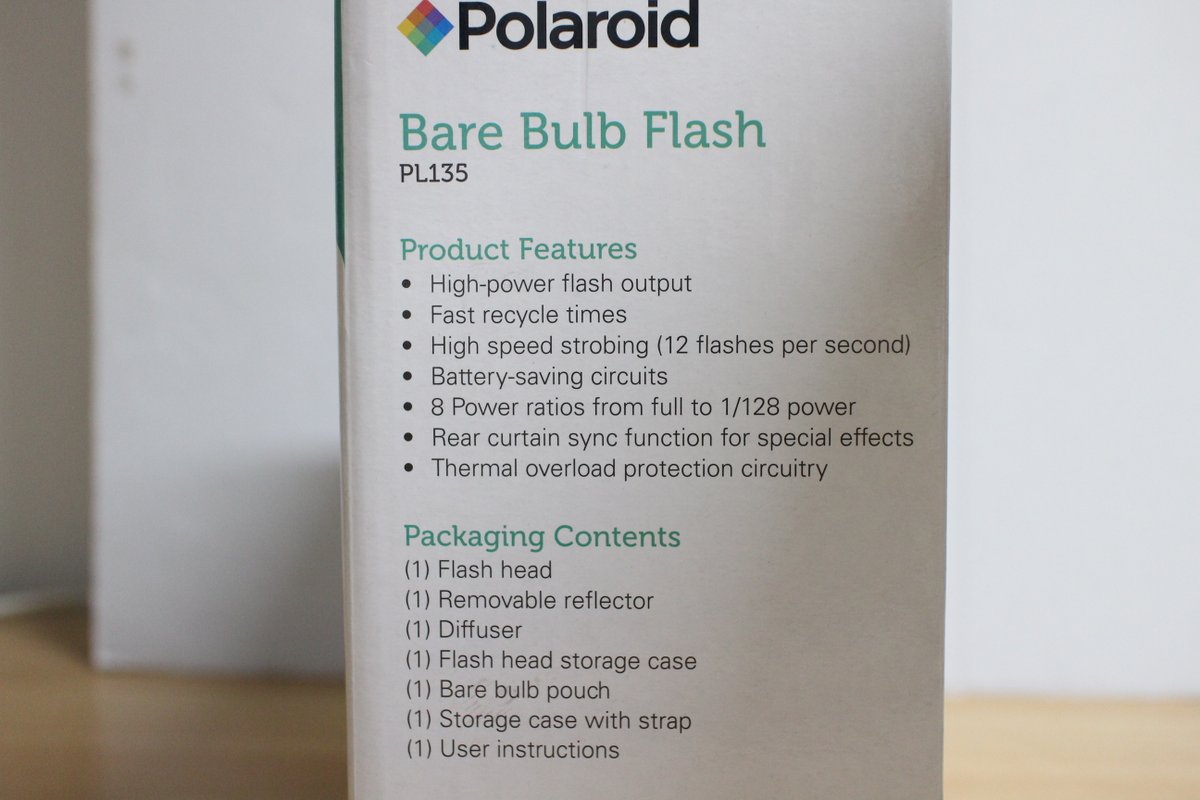 Polaroid
Bare Bulb Flash
PL135
Product Features
• High-power flash output
• Fast recycle times
• High speed strobing (12 flashes per second)
• Battery-saving circuits
• 8 Power ratios from full to 1/128 power
• Rear curtain sync function for special effects
• Thermal overload protection circuitry
Packaging Contents
(1) Flash head
(1) Removable reflector
(1) Diffuser
(1) Flash head storage case
(1) Bare bulb pouch
(1) Storage case with strap
(1) User instructions